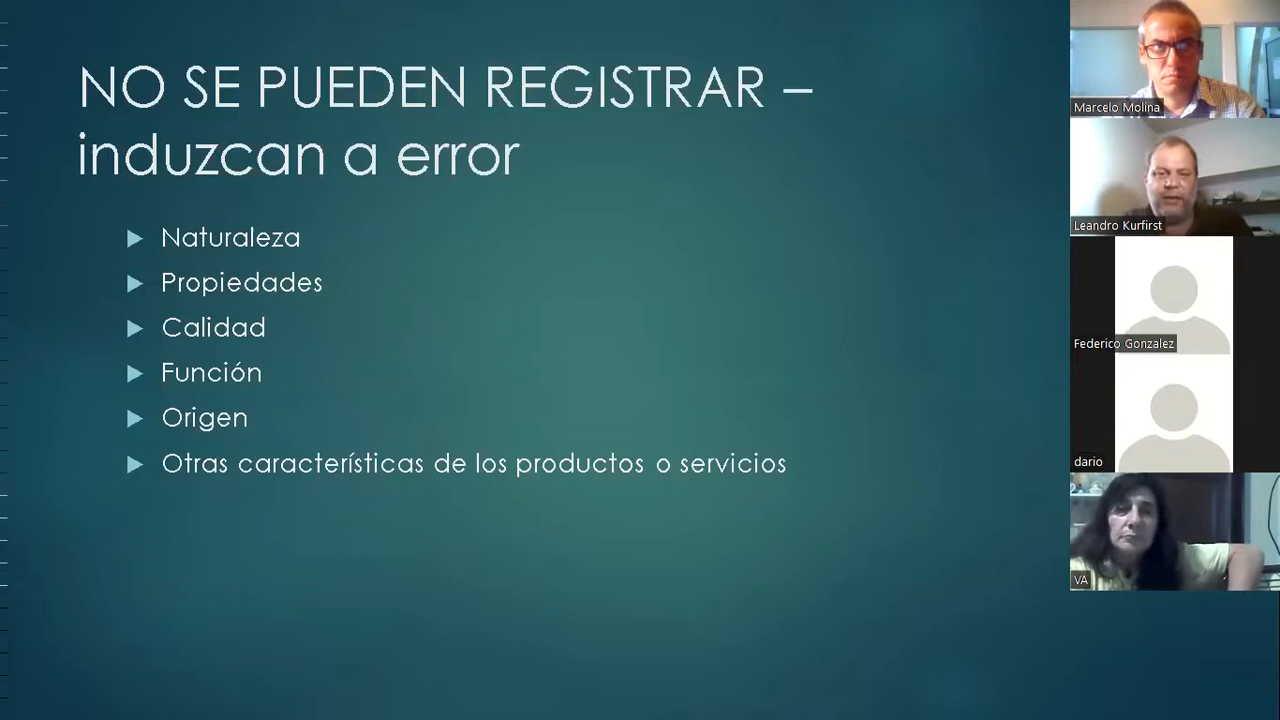 NO SE PUEDEN REGISTRAR –
induzcan a error
Naturaleza
Propiedades
Calidad
Función
Origen
Otras características de los productos o servicios
Marcelo Molina
Leandro Kurfirst
Federico Gonzalez
dario
VA